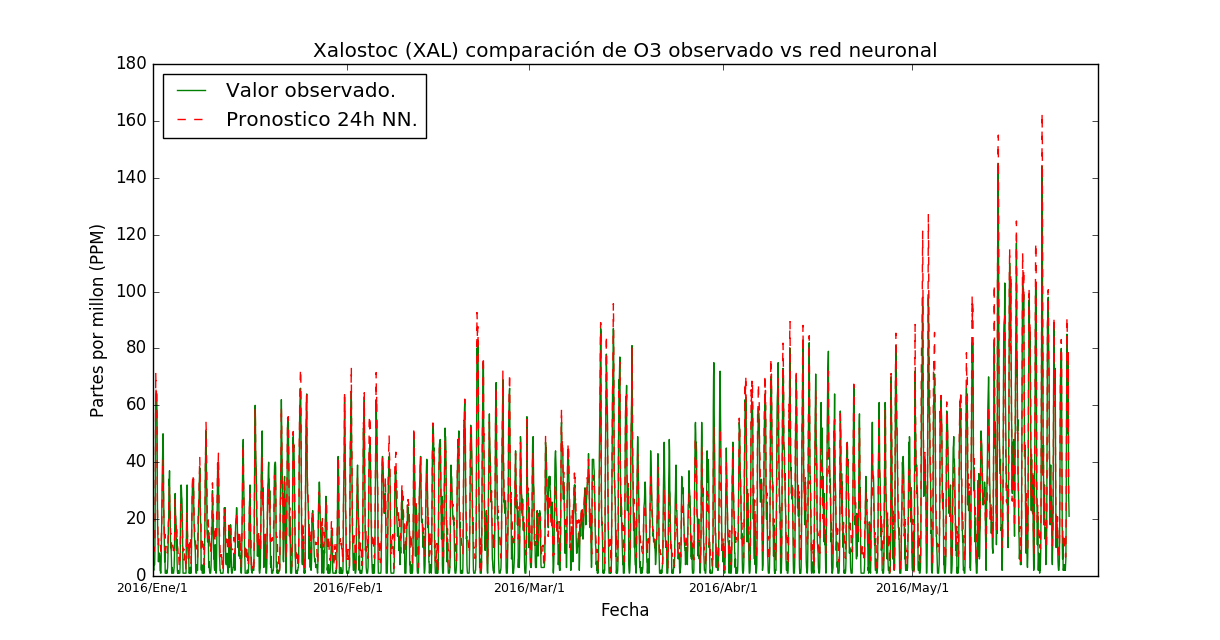 Xalostoc (XAL) comparación de O3 observado vs red neuronal
180
160
140
120
100
80
60
40
20
0
Partes por millon (PPM)
Valor observado.
Pronostico 24h NN.
2016/Ene/1 2016/Feb/1 2016/Mar/1 2016/Abr/1 2016/May/1
Fecha